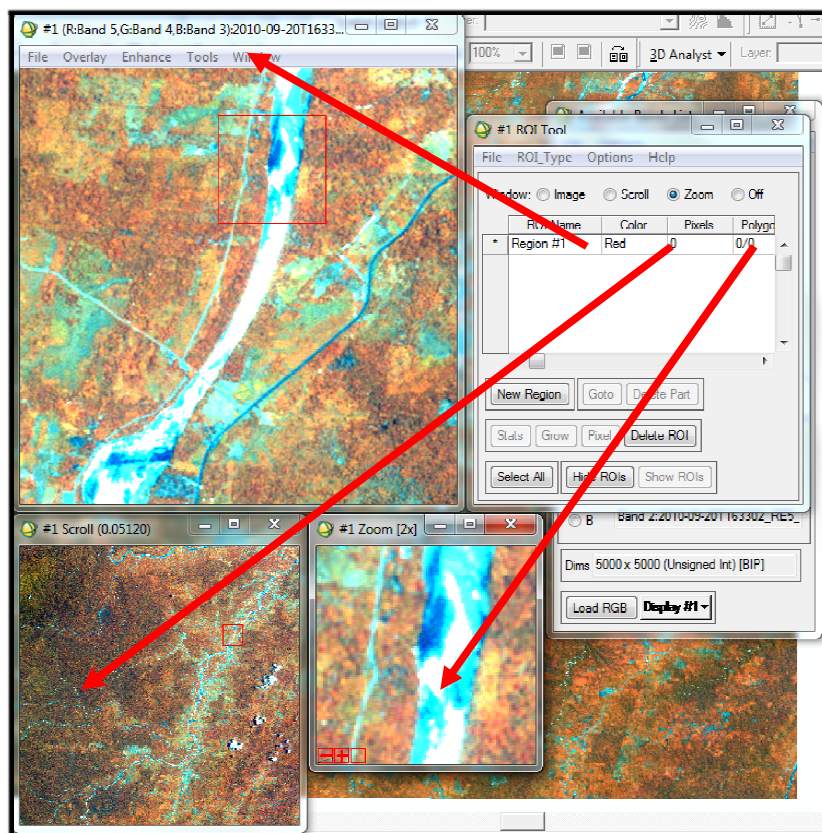 #1 (R:Band 5,G:Band 4,B:Band 3):2010-09-20T1633...
File Overlay Enhance Tools Window
100%
3D Analyst
Layer:
#1 ROI Tool
File ROI_Type Options Help
Window: Image Scroll Zoom Off
ROI Name Color Pixels Polygo
* Region #1 Red 0 0/0
New Region Goto Delete Part
Stats Grow Pixel Delete ROI
Select All Hide ROIs Show ROIs
#1 Scroll (0.05120)
#1 Zoom [2x]
B Band 2:2010-09-20T163302_RE5_
Dims 5000 x 5000 (Unsigned Int) [BIP]
Load RGB Display #1